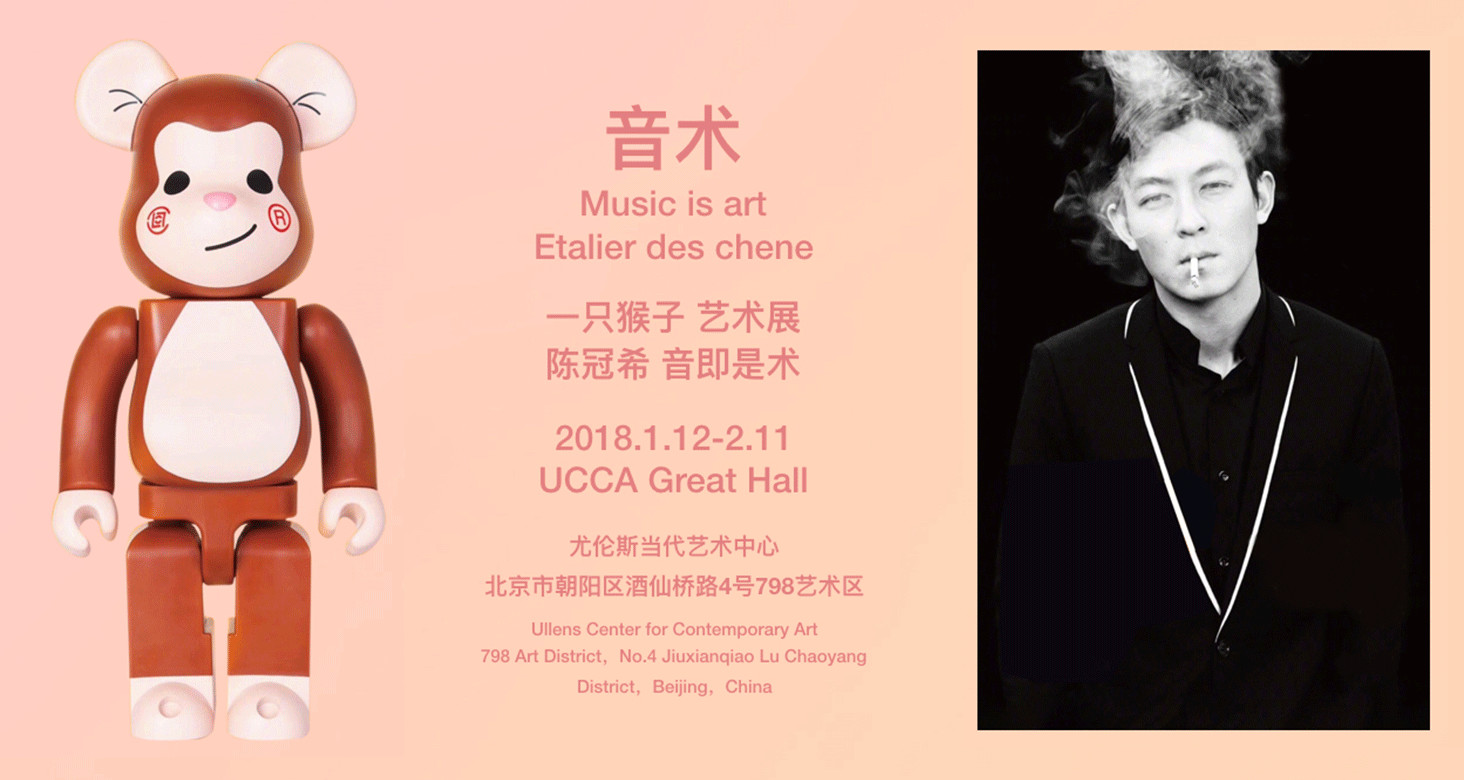 音术
Music is art
Etalier des chene
一只猴子 艺术展
陈冠希 音即是术
2018.1.12-2.11
UCCA Great Hall
尤伦斯当代艺术中心
北京市朝阳区酒仙桥路4号798艺术区
Ullens Center for Contemporary Art
798 Art District，No.4 Jiuxianqiao Lu Chaoyang
District，Beijing，China
R